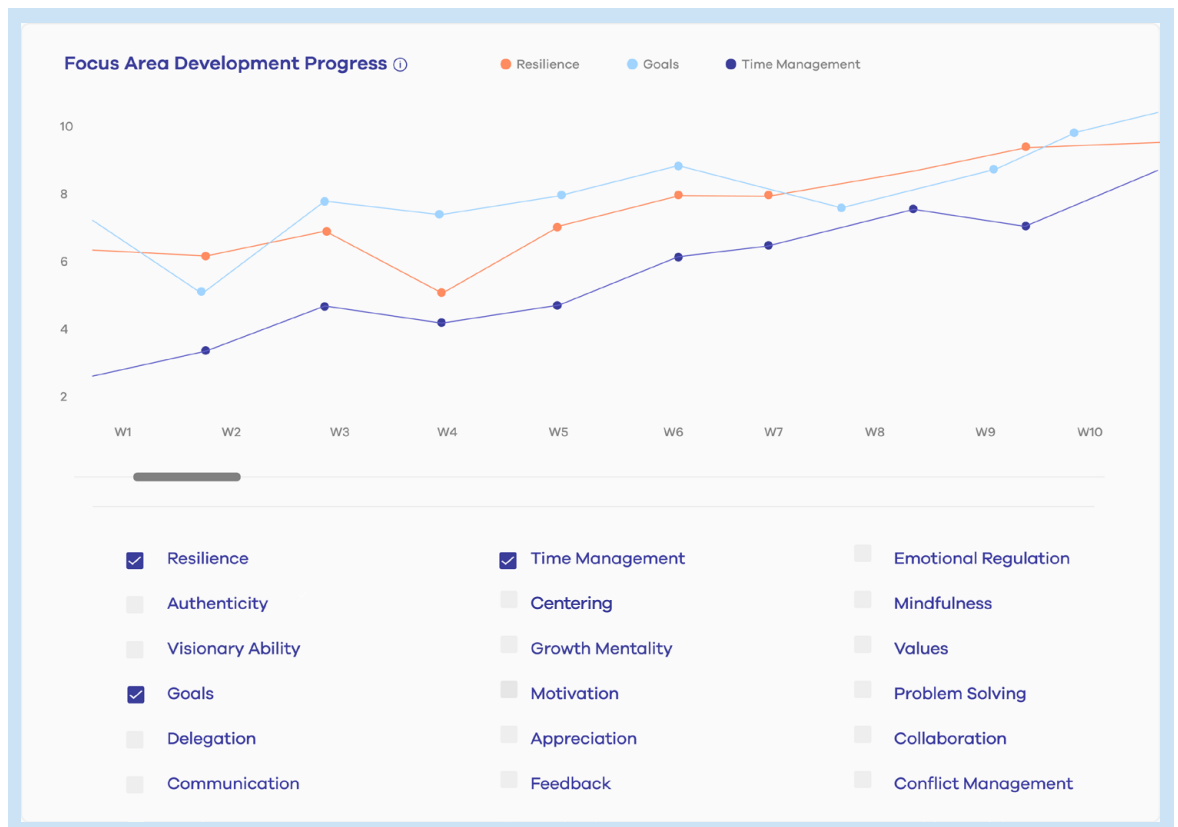 Focus Area Development Progress
Resilience Goals Time Management
10
8
6
4
2
W1 W2 W3 W4 W5 W6 W7 W8 W9 W10
Resilience Time Management Emotional Regulation
Authenticity Centering Mindfulness
Visionary Ability Growth Mentality Values
Goals Motivation Problem Solving
Delegation Appreciation Collaboration
Communication Feedback Conflict Management